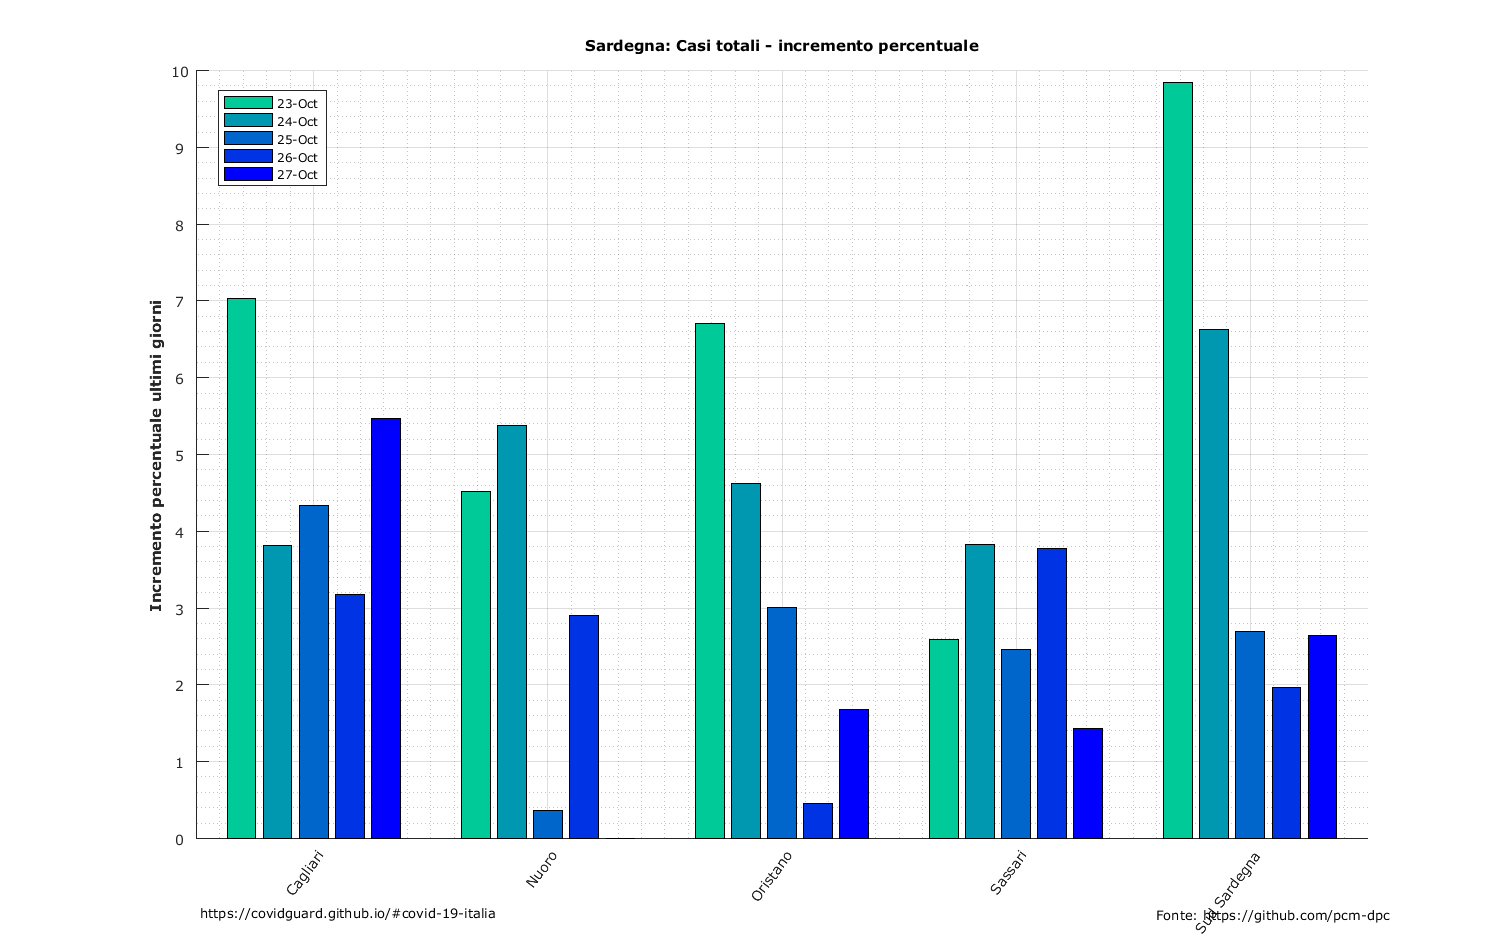 Sardegna: Casi totali - incremento percentuale
Incremento percentuale ultimi giorni
10
9
8
7
6
5
4
3
2
1
0
23-Oct
24-Oct
25-Oct
26-Oct
27-Oct
Cagliari
Nuoro
Oristano
Sassari
Sud Sardegna
https://covidguard.github.io/#covid-19-italia
Fonte: https://github.com/pcm-dpc